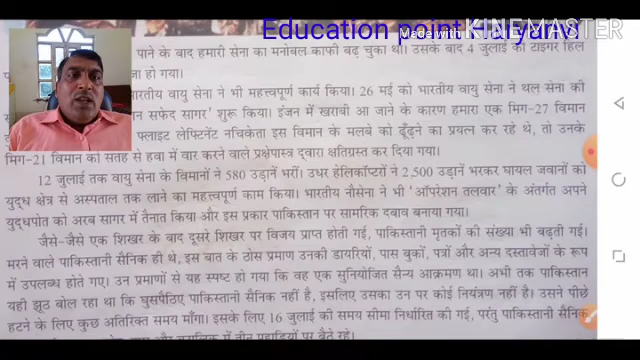 Education point Haryana
Made with KINEMASTER
पाने के बाद हमारी सेना का मनोबल काफी बढ़ चुका था। उसके बाद 4 जुलाई को टाइगर हिल
जा हो गया।
भारतीय वायु सेना ने भी महत्त्वपूर्ण कार्य किया। 26 मई को भारतीय वायु सेना ने थल सेना की
न सफेद सागर' शुरू किया। इंजन में खराबी आ जाने के कारण हमारा एक मिग-27 विमान
फ्लाइट लेफ्टिनेंट नचिकेता इस विमान के मलबे को ढूँढ़ने का प्रयत्न कर रहे थे, तो उनके
मिग-21 विमान को सतह से हवा में वार करने वाले प्रक्षेपास्त्र द्वारा क्षतिग्रस्त कर दिया गया।
12 जुलाई तक वायु सेना के विमानों ने 580 उड़ानें भरीं। उधर हेलिकॉप्टरों ने 2,500 उड़ानें भरकर घायल जवानों को
युद्ध क्षेत्र से अस्पताल तक लाने का महत्त्वपूर्ण काम किया। भारतीय नौसेना ने भी 'ऑपरेशन तलवार' के अंतर्गत अपने
युद्धपोत को अरब सागर में तैनात किया और इस प्रकार पाकिस्तान पर सामरिक दबाव बनाया गया।
जैसे-जैसे एक शिखर के बाद दूसरे शिखर पर विजय प्राप्त होती गई, पाकिस्तानी मृतकों की संख्या भी बढ़ती गई।
मरने वाले पाकिस्तानी सैनिक ही थे, इस बात के ठोस प्रमाण उनकी डायरियों, पास बुकों, पत्रों और अन्य दस्तावेजों के रूप
में उपलब्ध होते गए। उन प्रमाणों से यह स्पष्ट हो गया कि वह एक सुनियोजित सैन्य आक्रमण था। अभी तक पाकिस्तान
यही झूठ बोल रहा था कि घुसपैठिए पाकिस्तानी सैनिक नहीं है, इसलिए उसका उन पर कोई नियंत्रण नहीं है। उसने पीछे
हटने के लिए कुछ अतिरिक्त समय माँगा। इसके लिए 16 जुलाई की समय सीमा निर्धारित की गई, परंतु पाकिस्तानी सैनिक
में तीन पहाड़ियों पर बैठे रहे।